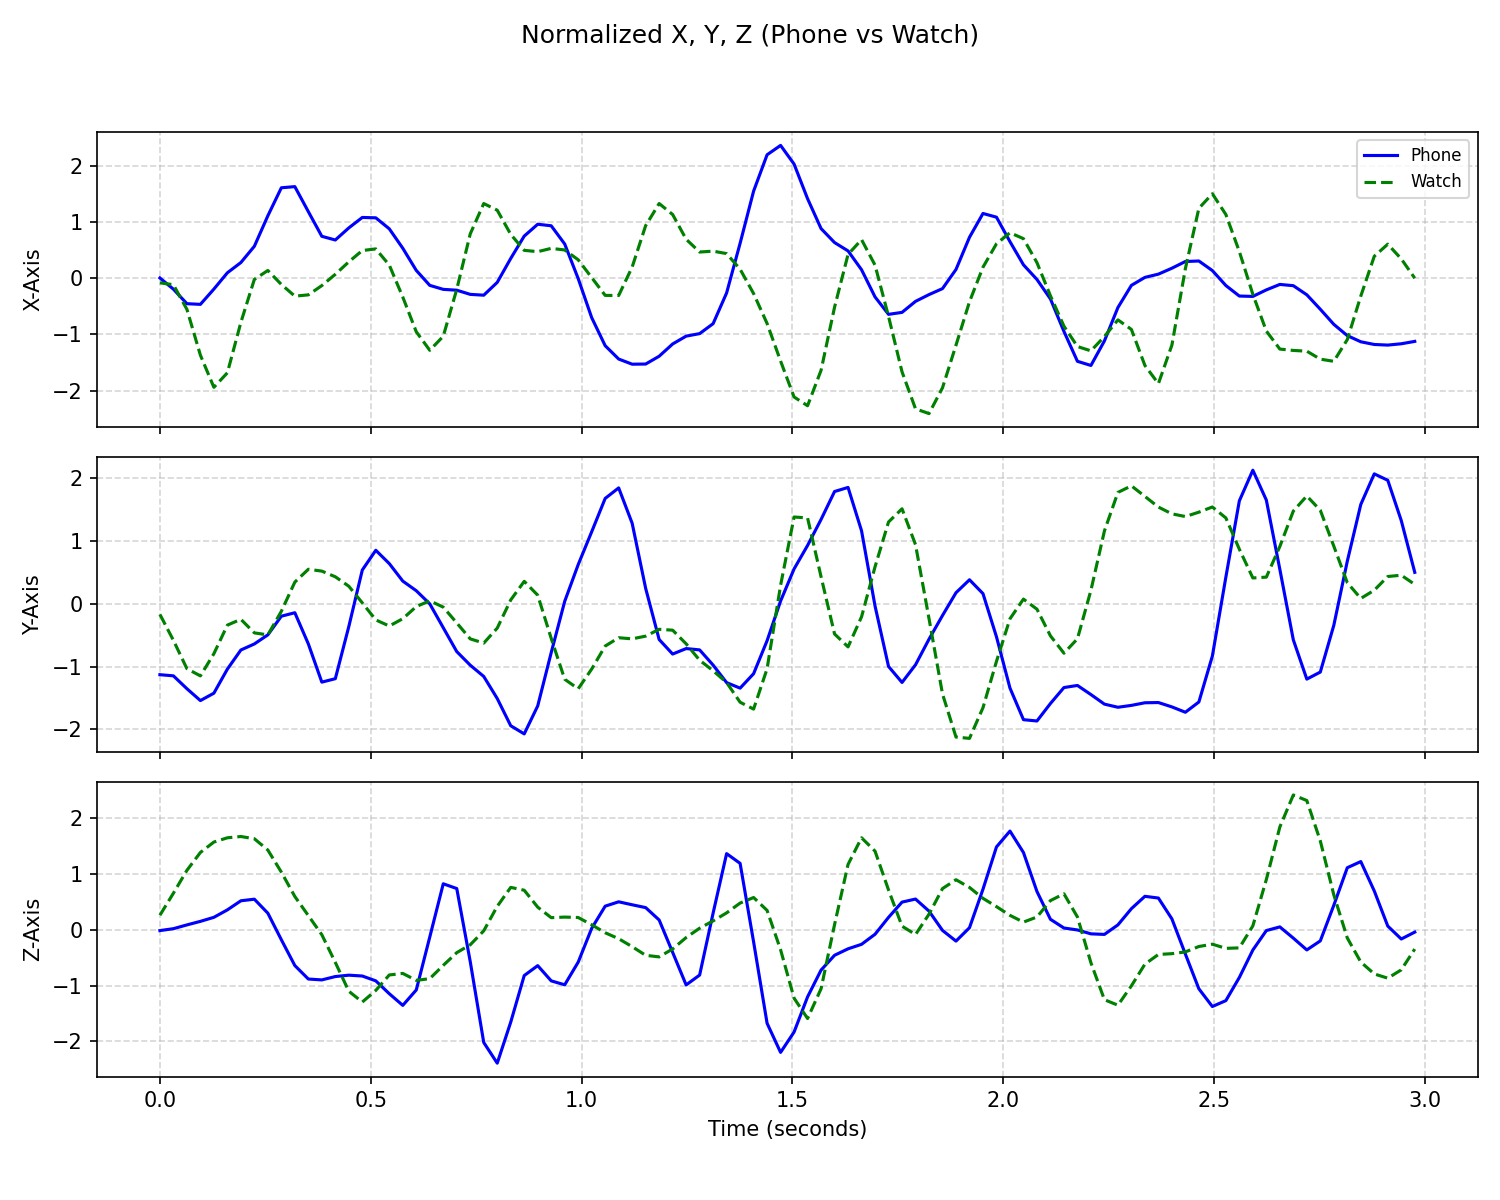 Normalized X, Y, Z (Phone vs Watch)
Phone
Watch
X-Axis
2
1
0
−1
−2
Y-Axis
2
1
0
−1
−2
Z-Axis
2
1
0
−1
−2
0.0 0.5 1.0 1.5 2.0 2.5 3.0
Time (seconds)